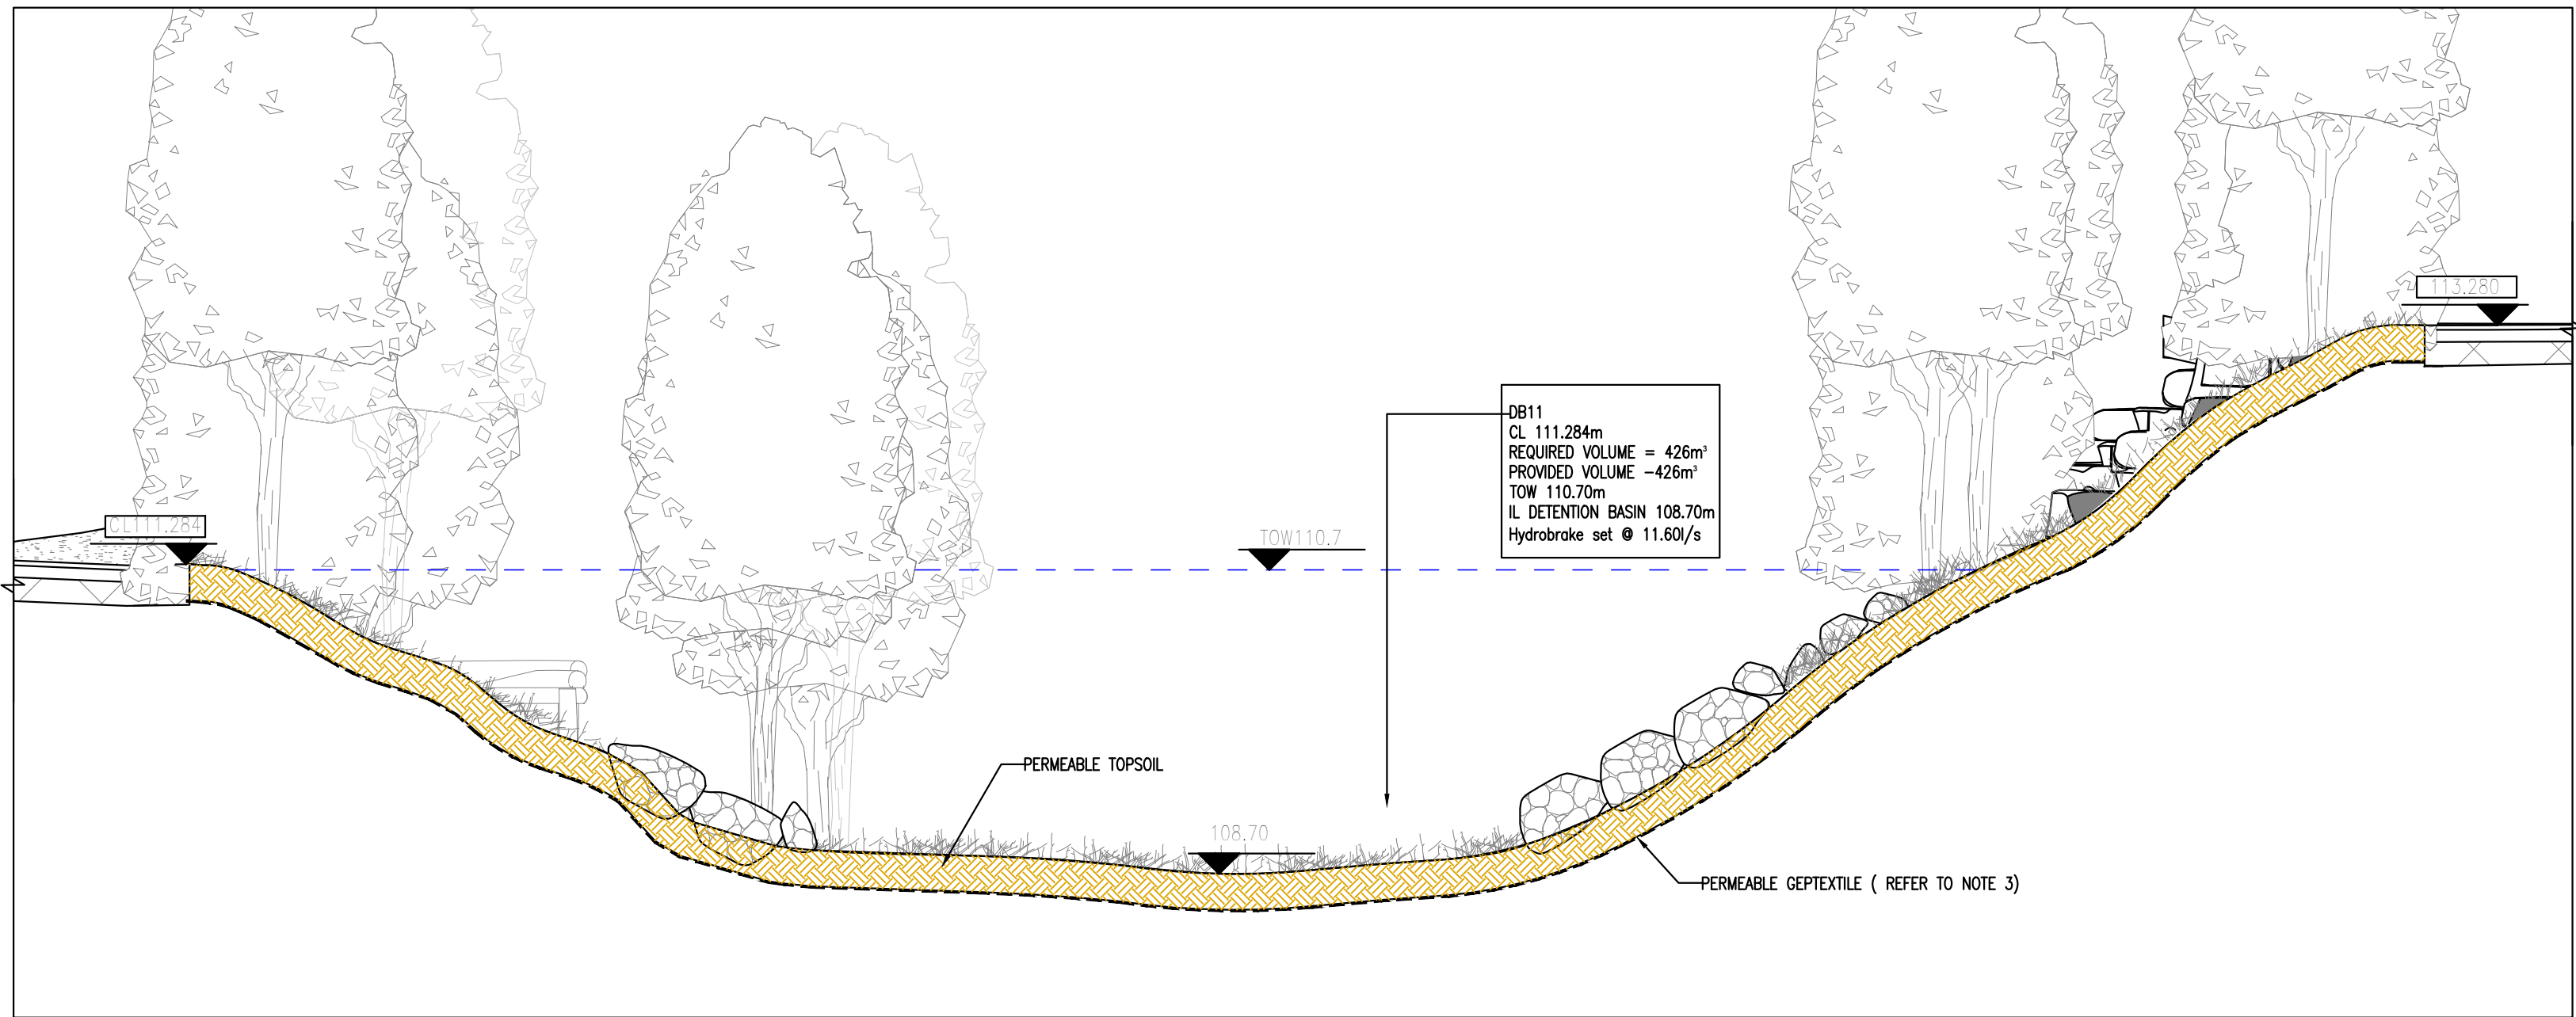 113.280
DB11
CL 111.284m
REQUIRED VOLUME = 426m³
PROVIDED VOLUME -426m³
TOW 110.70m
IL DETENTION BASIN 108.70m
Hydrobrake set @ 11.60l/s
CL111.284
TOW110.7
PERMEABLE TOPSOIL
108.70
PERMEABLE GEPTEXTILE ( REFER TO NOTE 3)